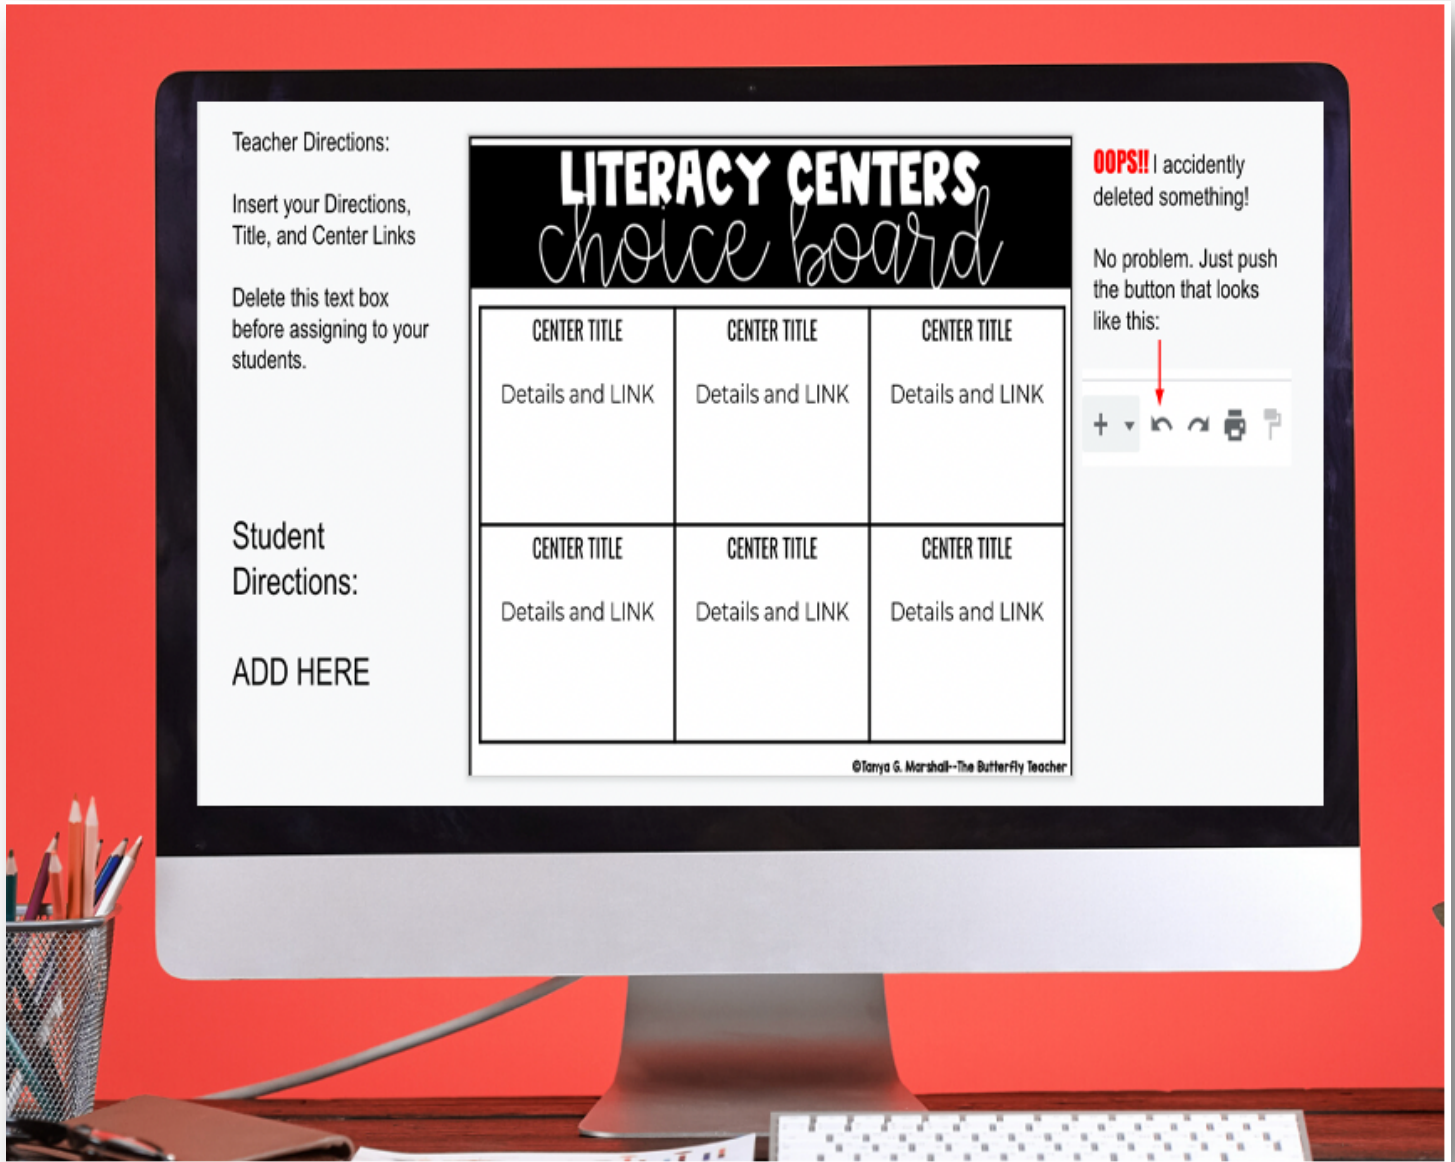 Teacher Directions:
Insert your Directions,
Title, and Center Links
Delete this text box
before assigning to your
students.
Student
Directions:
ADD HERE
LITERACY CENTERS
choice board
CENTER TITLE
Details and LINK
CENTER TITLE
Details and LINK
CENTER TITLE
Details and LINK
CENTER TITLE
Details and LINK
CENTER TITLE
Details and LINK
CENTER TITLE
Details and LINK
©Tanya G. Marshall--The Butterfly Teacher
OOPS!! I accidently
deleted something!
No problem. Just push
the button that looks
like this: